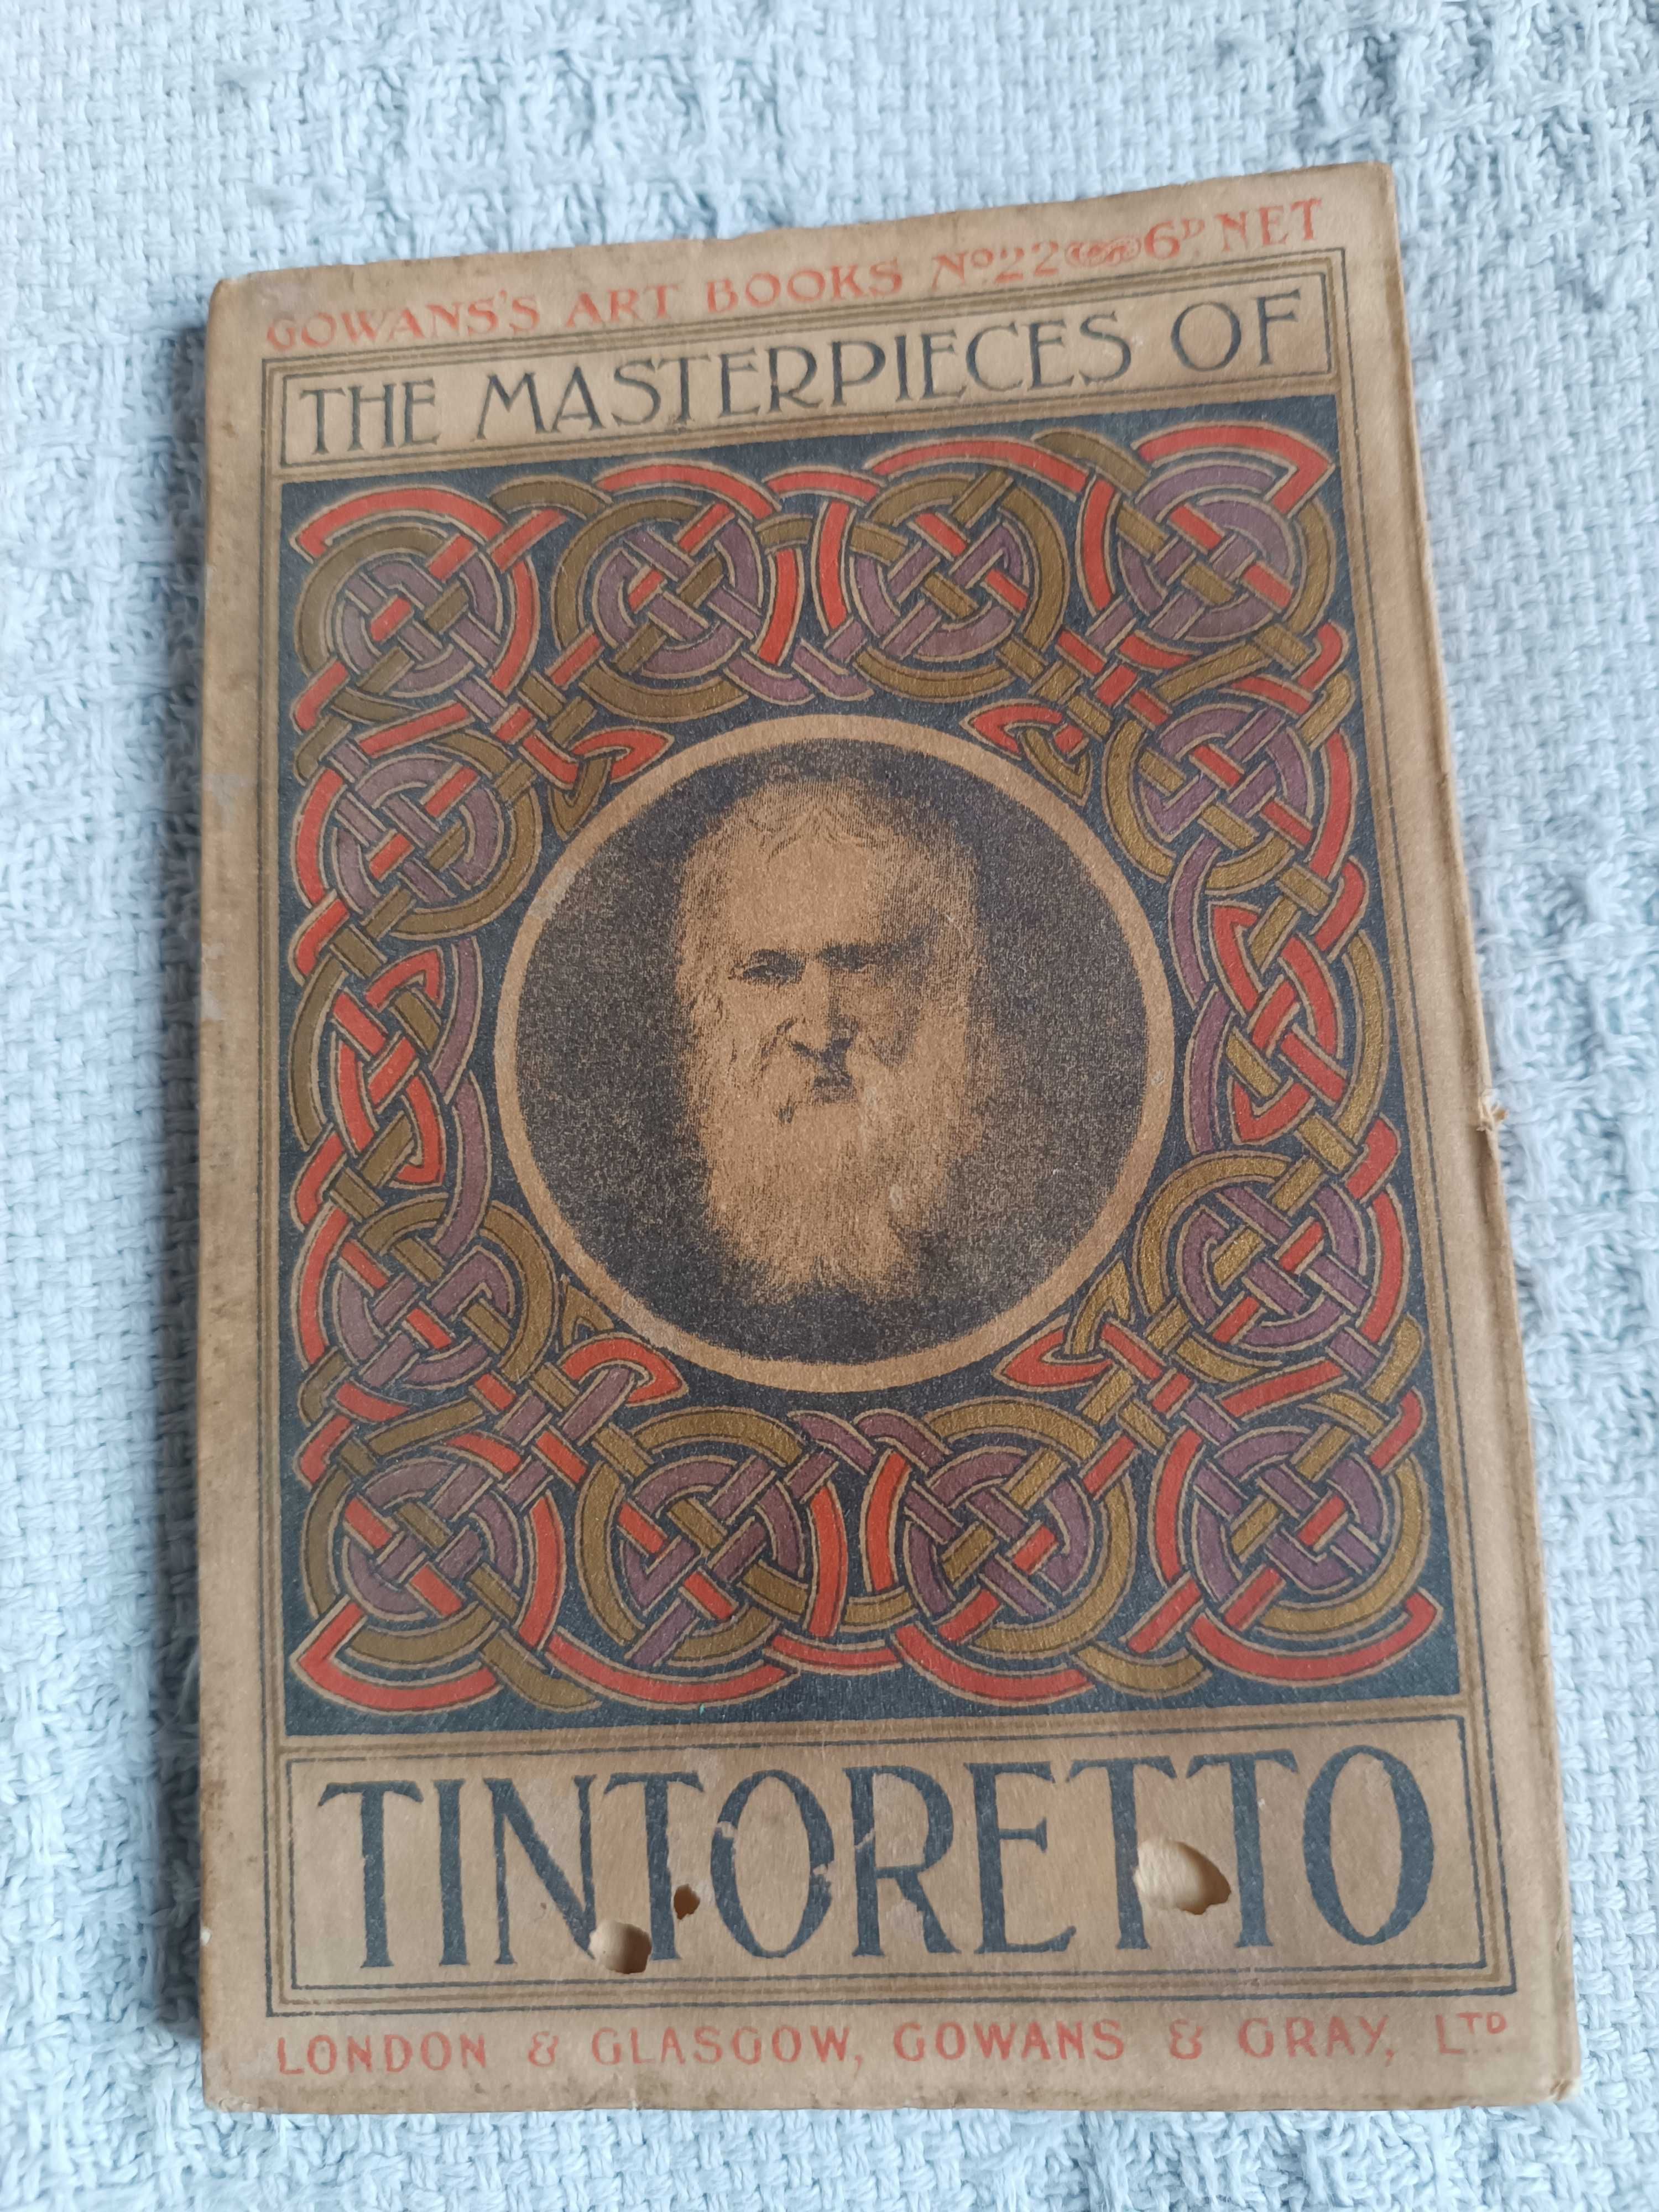 GOWANS'S ART BOOKS Nº 22 6D NET
THE MASTERPIECES OF
TINTORETTO
LONDON & GLASGOW, GOWANS & GRAY, LTD.